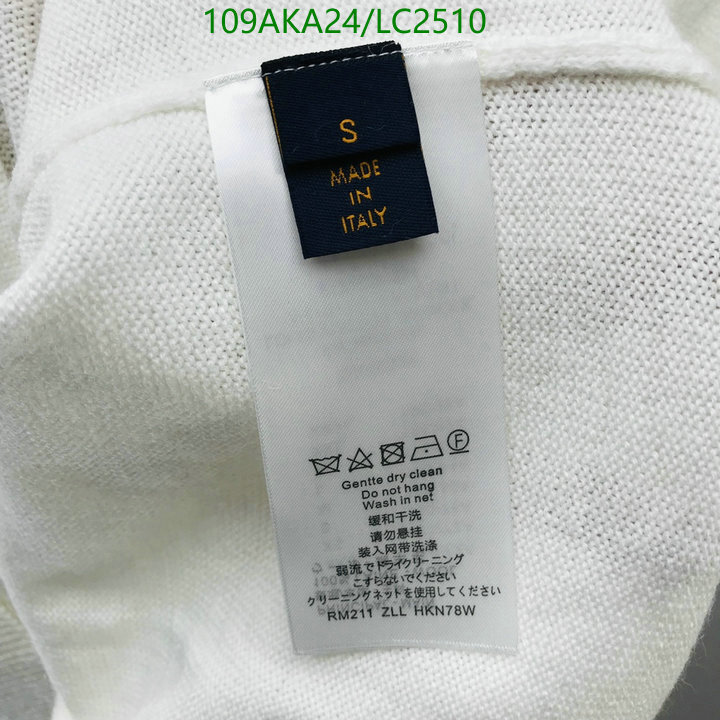 109AKA24/LC2510
S
MADE
IN
ITALY
Gentte dry clean
Do not hang
Wash in net
缓和干洗
请勿悬挂
装入网带洗涤
弱流でドライクリーニング
こすらないでください
クリーニングネットを使用してください
RM211 ZLL HKN78W